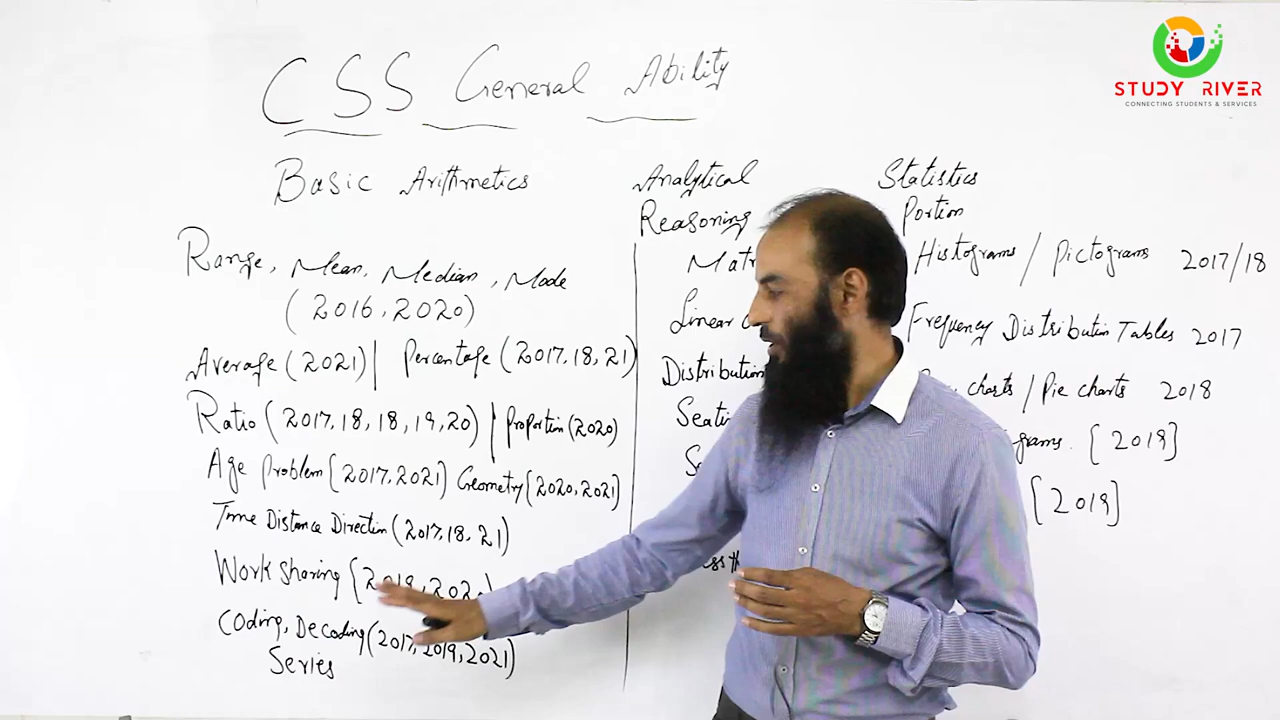 CSS General Ability
STUDY RIVER
CONNECTING STUDENTS & SERVICES
Basic Arithmetics
Range, Mean, Median, Mode
(2016, 2020)
Average (2021) | Percentage (2017, 18, 21)
Ratio (2017, 18, 18, 19, 20) | Proportion (2020)
Age Problem (2017, 2021) Geometry (2020, 2021)
Time Distance Direction (2017, 18, 21)
Work Sharing
Coding, Decoding (2017, 2019, 2021)
Series
Analytical
Reasoning
Linear
Distribution
Statistics
Portion
Histograms / Pictograms 2017/18
Frequency Distribution Tables 2017
charts / Pie charts 2018
[2019]
[2019]